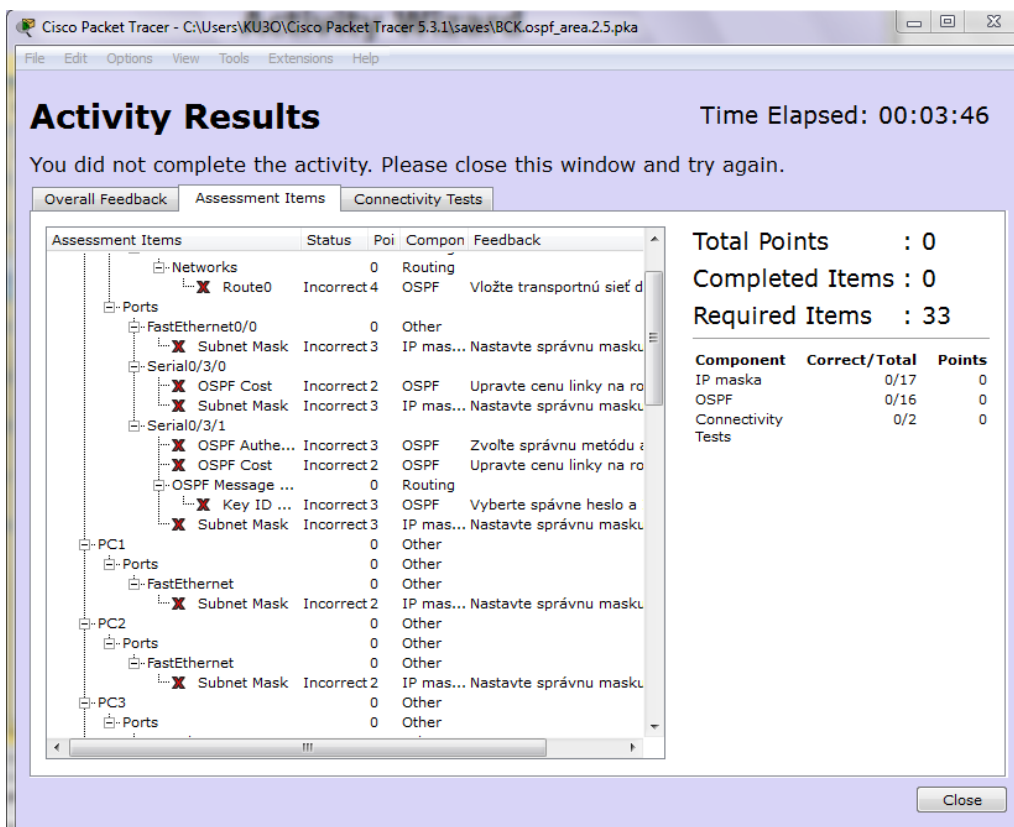 Cisco Packet Tracer - C:\Users\KU3O\Cisco Packet Tracer 5.3.1\saves\BCK.ospf_area.2.5.pka
File Edit Options View Tools Extensions Help
Activity Results
Time Elapsed: 00:03:46
You did not complete the activity. Please close this window and try again.
Overall Feedback Assessment Items Connectivity Tests
Assessment Items Status Poi Compon Feedback
Networks 0 Routing
Route0 Incorrect 4 OSPF Vložte transportnú sieť d
Ports
FastEthernet0/0 0 Other
Subnet Mask Incorrect 3 IP mas... Nastavte správnu masku
Serial0/3/0
OSPF Cost Incorrect 2 OSPF Upravte cenu linky na ro
Subnet Mask Incorrect 3 IP mas... Nastavte správnu masku
Serial0/3/1
OSPF Authe... Incorrect 3 OSPF Zvoľte správnu metódu a
OSPF Cost Incorrect 2 OSPF Upravte cenu linky na ro
OSPF Message ... 0 Routing
Key ID ... Incorrect 3 OSPF Vyberte spávne heslo a
Subnet Mask Incorrect 3 IP mas... Nastavte správnu masku
PC1 0 Other
Ports 0 Other
FastEthernet 0 Other
Subnet Mask Incorrect 2 IP mas... Nastavte správnu masku
PC2 0 Other
Ports 0 Other
FastEthernet 0 Other
Subnet Mask Incorrect 2 IP mas... Nastavte správnu masku
PC3 0 Other
Ports 0 Other
Total Points : 0
Completed Items : 0
Required Items : 33
Component Correct/Total Points
IP maska 0/17 0
OSPF 0/16 0
Connectivity Tests 0/2 0
Close